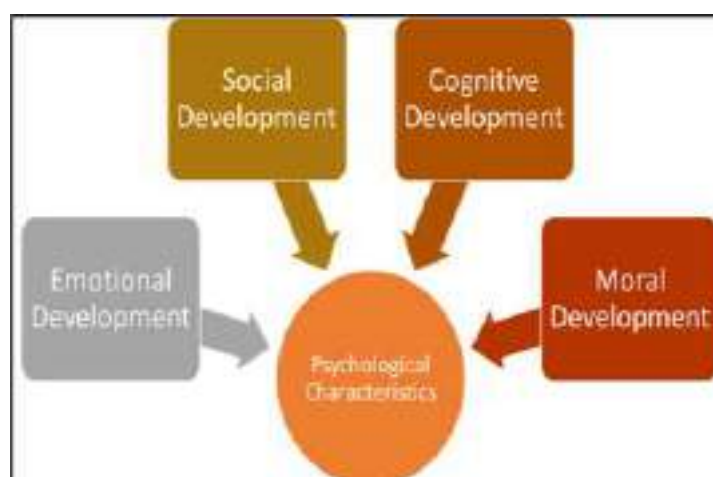 Social
Development
Cognitive
Development
Emotional
Development
Moral
Development
Psychological
Characteristics